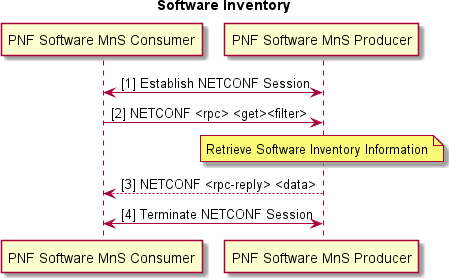 Software Inventory
PNF Software MnS Consumer PNF Software MnS Producer
[1] Establish NETCONF Session
[2] NETCONF <rpc> <get><filter>
Retrieve Software Inventory Information
[3] NETCONF <rpc-reply> <data>
[4] Terminate NETCONF Session
PNF Software MnS Consumer PNF Software MnS Producer